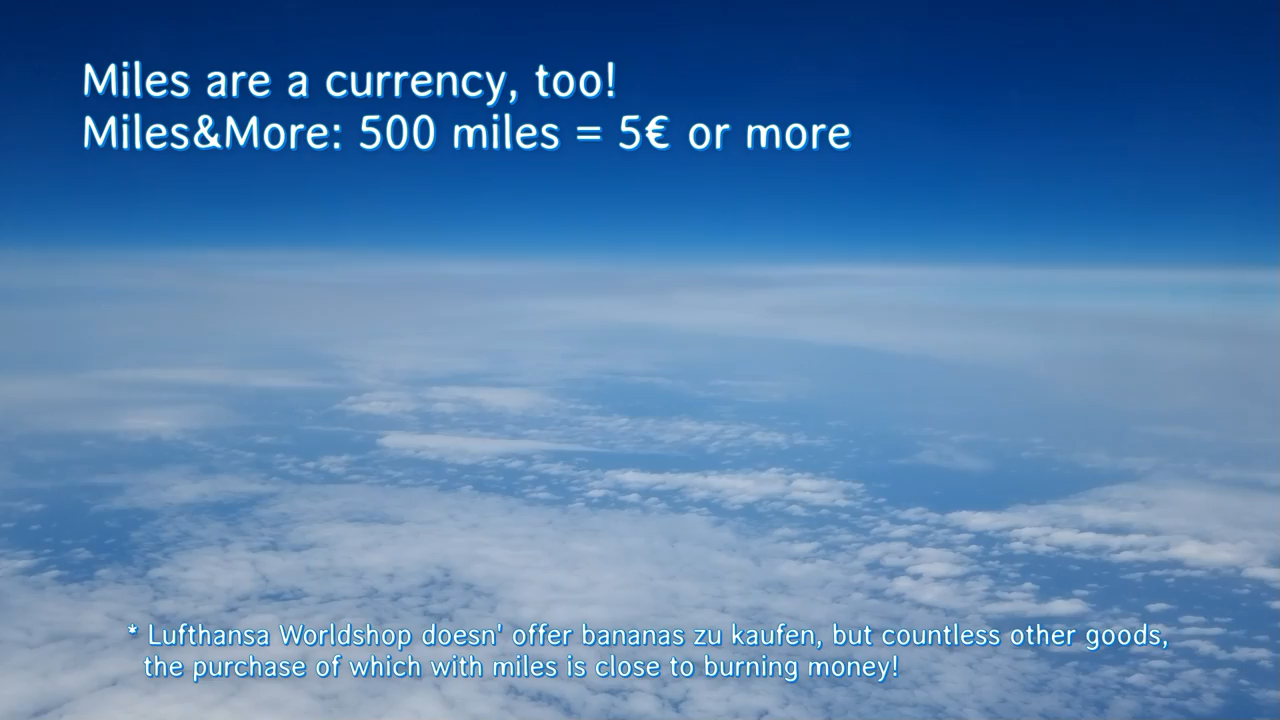 Miles are a currency, too!
Miles&More: 500 miles = 5€ or more
* Lufthansa Worldshop doesn' offer bananas zu kaufen, but countless other goods,
the purchase of which with miles is close to burning money!